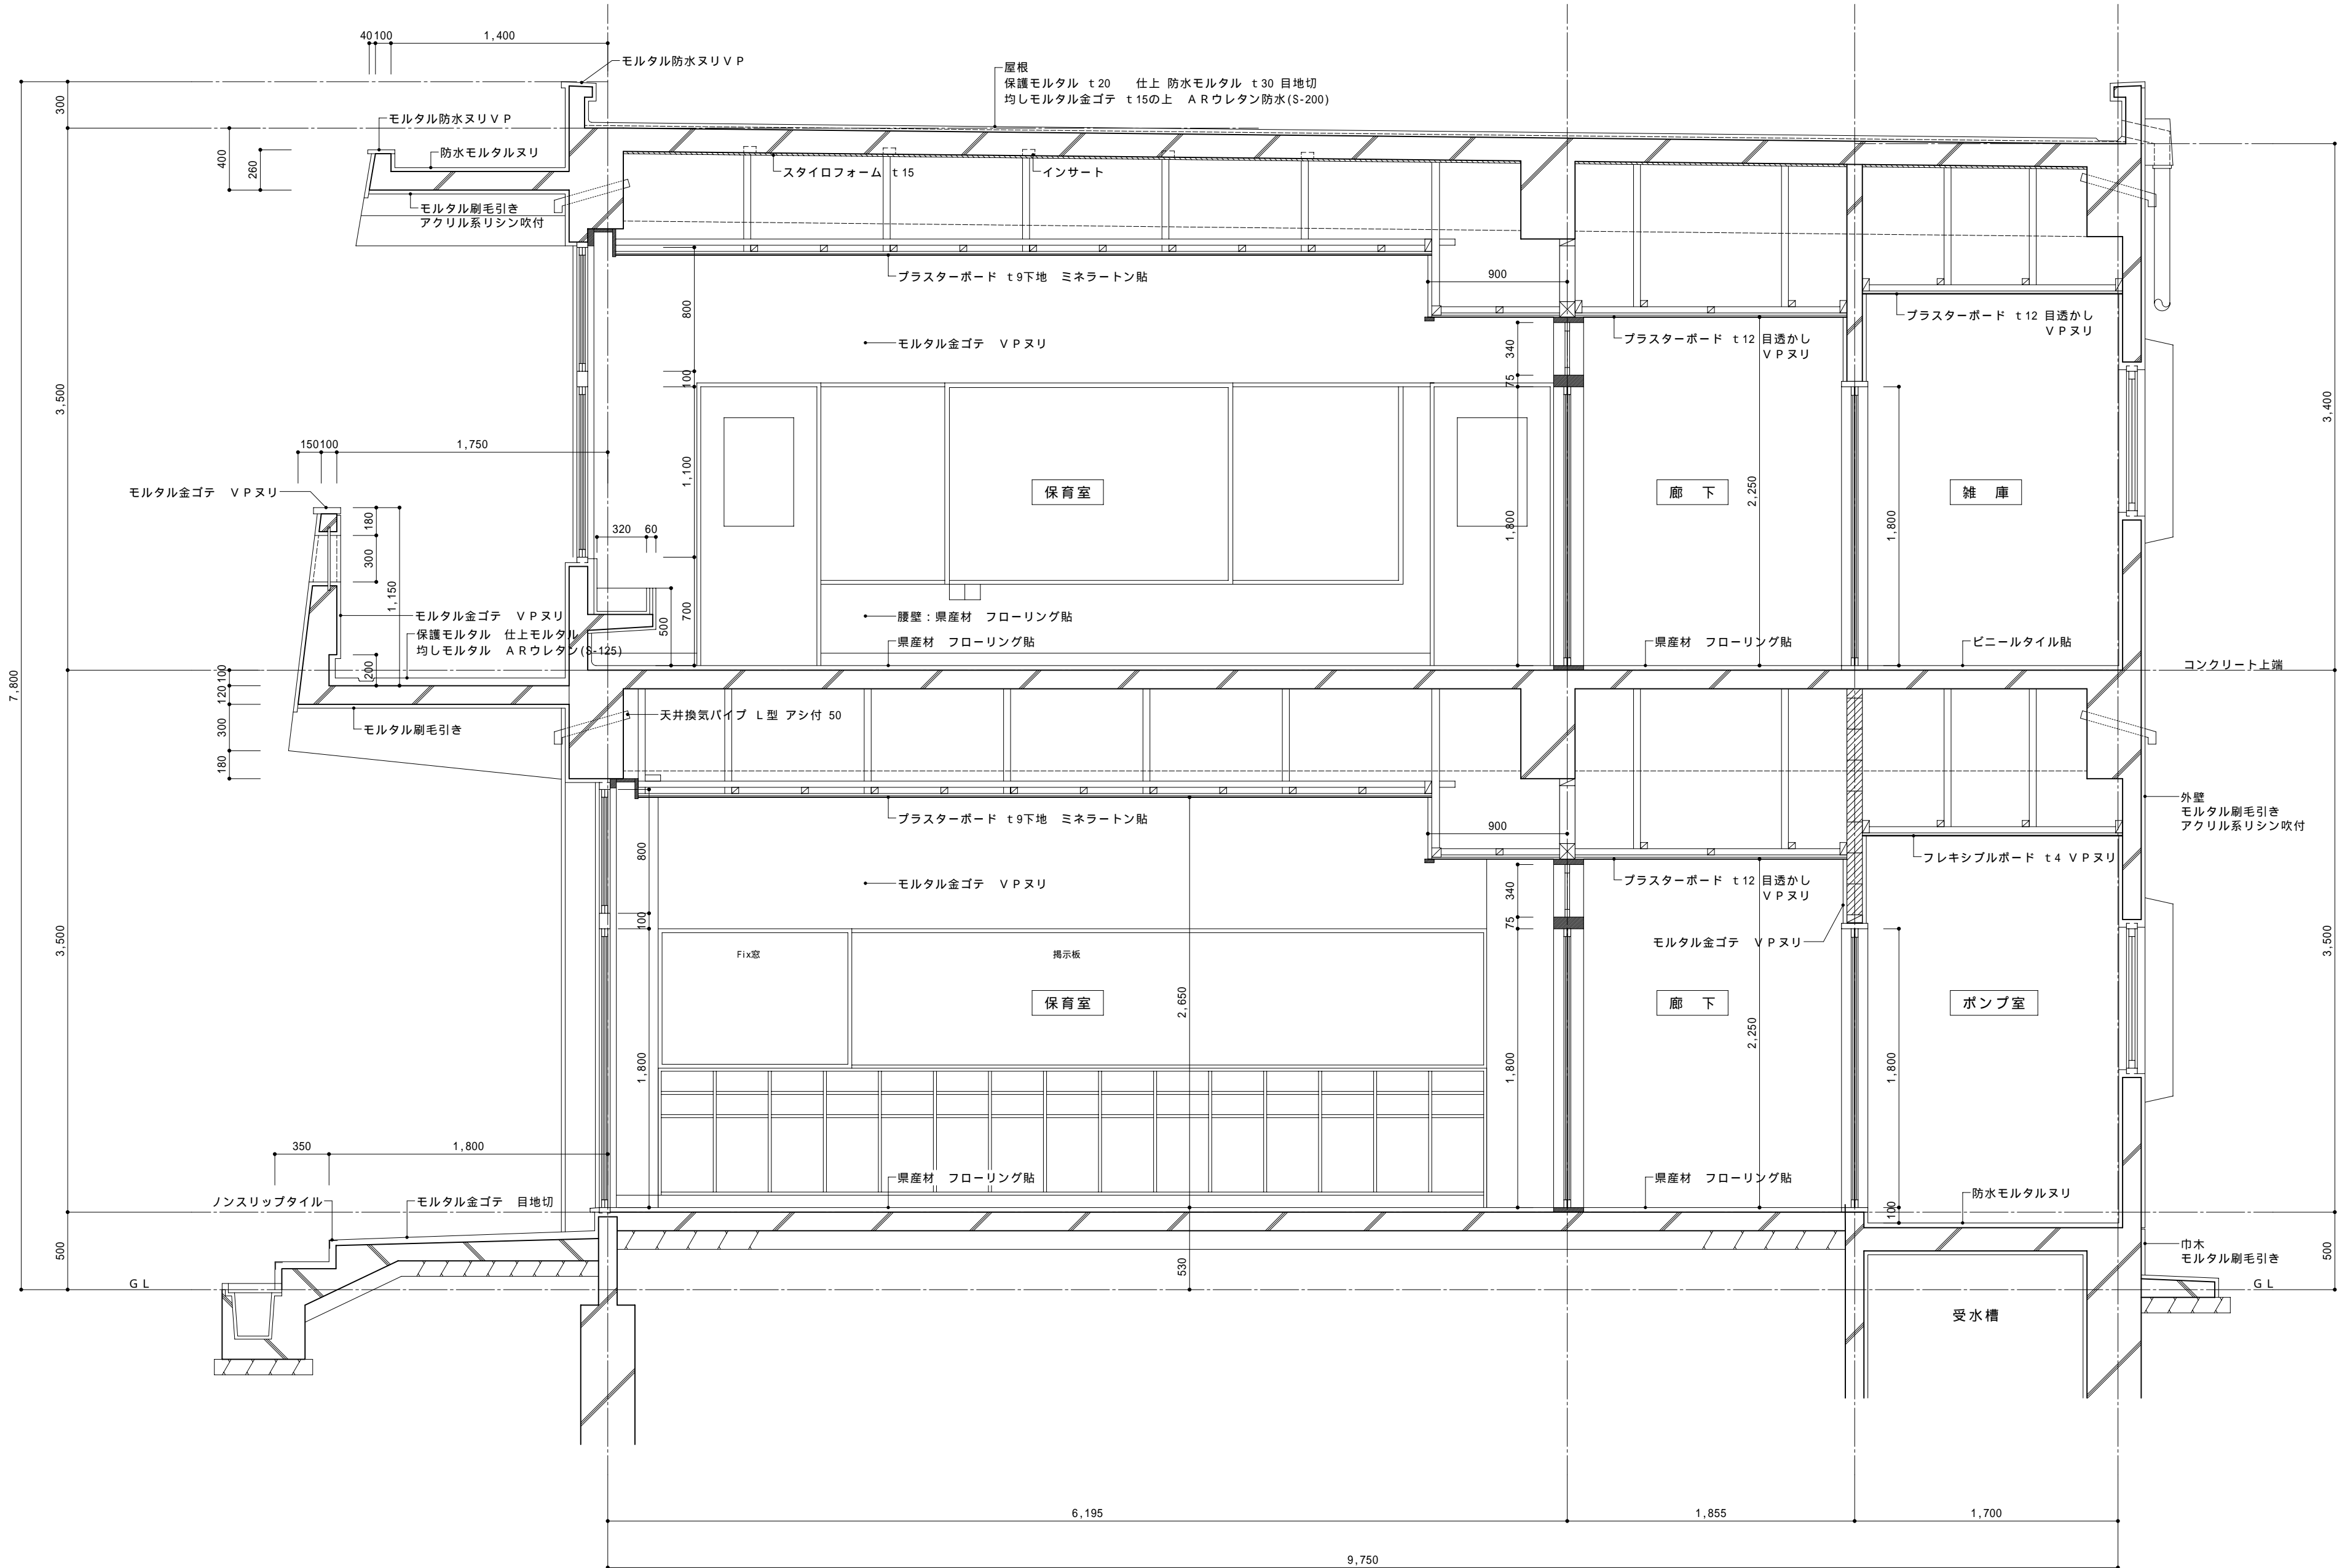 40
100
1,400
モルタル防水ヌリＶＰ
屋根
保護モルタル ｔ20　仕上 防水モルタル ｔ30 目地切
均しモルタル金ゴテ ｔ15の上　ＡＲウレタン防水(S-200)
300
モルタル防水ヌリＶＰ
防水モルタルヌリ
400
260
スタイロフォーム ｔ15
インサート
モルタル刷毛引き
アクリル系リシン吹付
プラスターボード ｔ9下地　ミネラートン貼
900
800
プラスターボード ｔ12 目透かし
ＶＰヌリ
プラスターボード ｔ12 目透かし
ＶＰヌリ
モルタル金ゴテ　ＶＰヌリ
340
100
75
3,500
3,400
150
100
1,750
1,100
モルタル金ゴテ　ＶＰヌリ
保育室
廊　下
雑　庫
2,250
1,800
1,800
180
320
60
300
1,150
モルタル金ゴテ　ＶＰヌリ
保護モルタル　仕上モルタル
均しモルタル　ＡＲウレタン(S-125)
700
500
腰壁：県産材　フローリング貼
県産材　フローリング貼
県産材　フローリング貼
ビニールタイル貼
コンクリート上端
7,800
100
200
120
300
180
天井換気パイプ Ｌ型 アシ付 50
モルタル刷毛引き
外壁
モルタル刷毛引き
アクリル系リシン吹付
プラスターボード ｔ9下地　ミネラートン貼
900
800
フレキシブルボード ｔ4 ＶＰヌリ
モルタル金ゴテ　ＶＰヌリ
プラスターボード ｔ12 目透かし
ＶＰヌリ
340
100
75
3,500
3,500
モルタル金ゴテ　ＶＰヌリ
Fix窓
掲示板
保育室
2,650
廊　下
ポンプ室
2,250
1,800
1,800
1,800
350
1,800
県産材　フローリング貼
県産材　フローリング貼
ノンスリップタイル
モルタル金ゴテ　目地切
防水モルタルヌリ
100
500
530
500
巾木
モルタル刷毛引き
ＧＬ
ＧＬ
受水槽
6,195
1,855
1,700
9,750